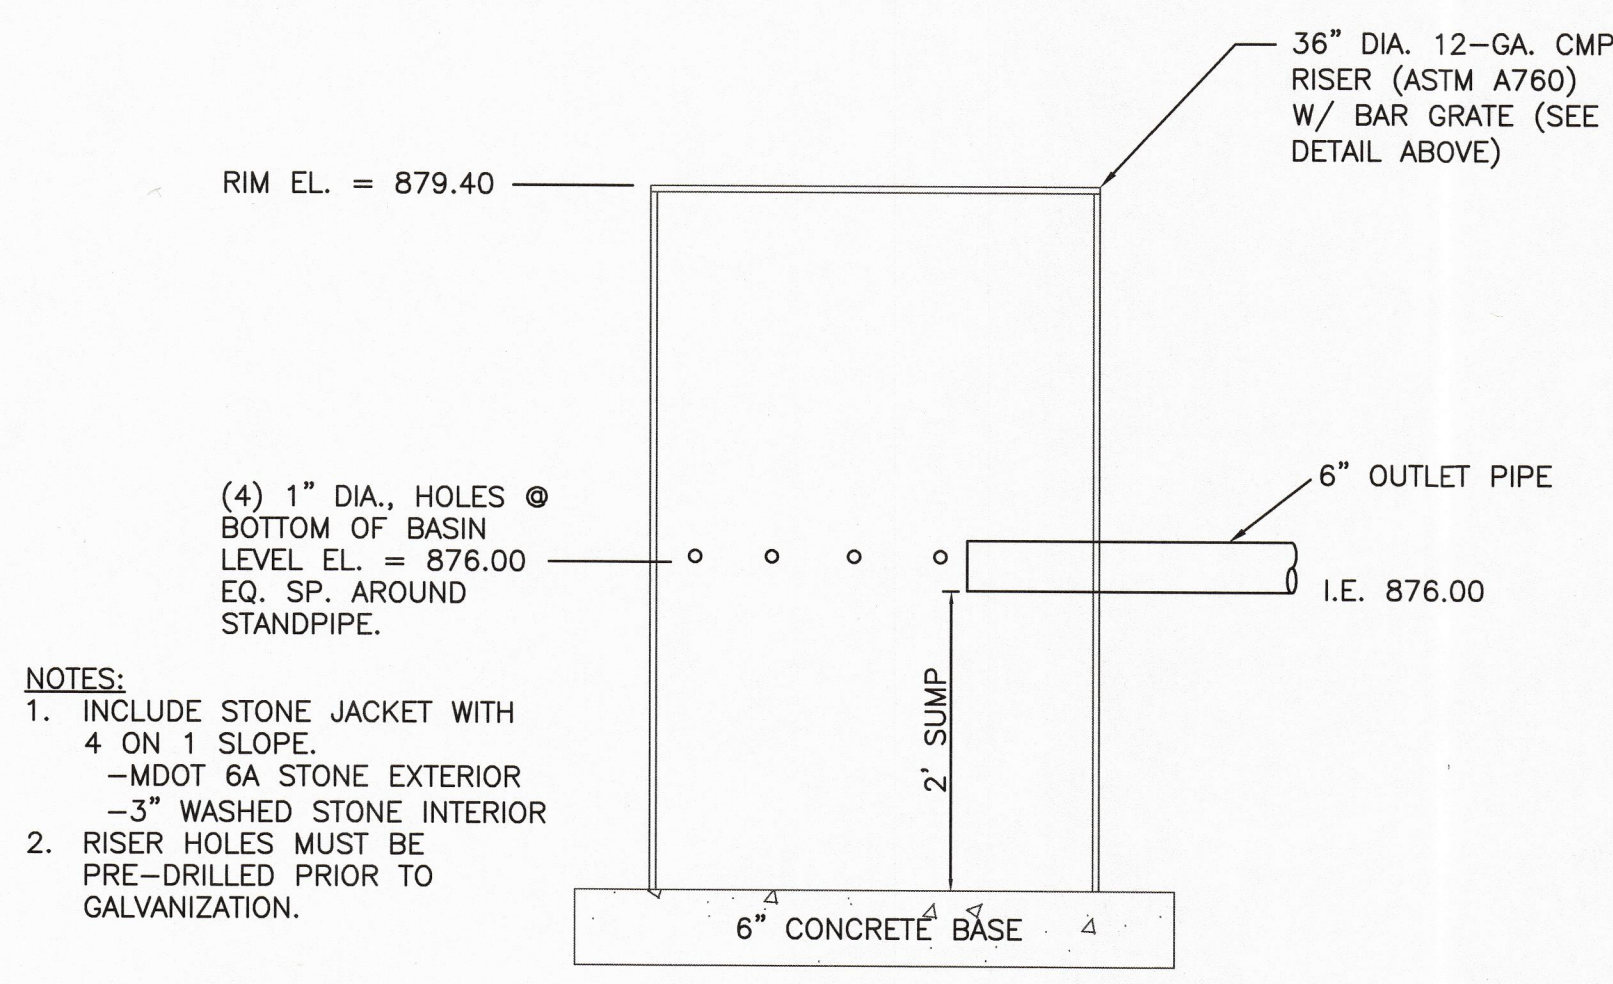 36" DIA. 12-GA. CMP
RISER (ASTM A760)
W/ BAR GRATE (SEE
DETAIL ABOVE)
RIM EL. = 879.40
6" OUTLET PIPE
(4) 1" DIA., HOLES @
BOTTOM OF BASIN
LEVEL EL. = 876.00
EQ. SP. AROUND
STANDPIPE.
I.E. 876.00
2' SUMP
NOTES:
1. INCLUDE STONE JACKET WITH
4 ON 1 SLOPE.
-MDOT 6A STONE EXTERIOR
-3" WASHED STONE INTERIOR
2. RISER HOLES MUST BE
PRE-DRILLED PRIOR TO
GALVANIZATION.
6" CONCRETE BASE